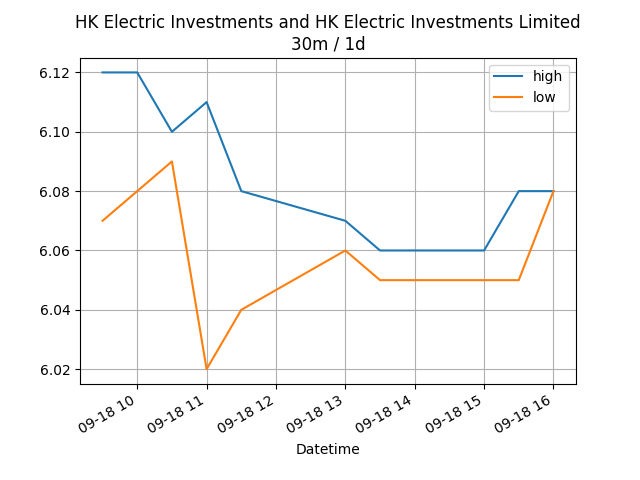 HK Electric Investments and HK Electric Investments Limited
30m / 1d
high
low
6.12
6.10
6.08
6.06
6.04
6.02
09-18 10
09-18 11
09-18 12
09-18 13
09-18 14
09-18 15
09-18 16
Datetime